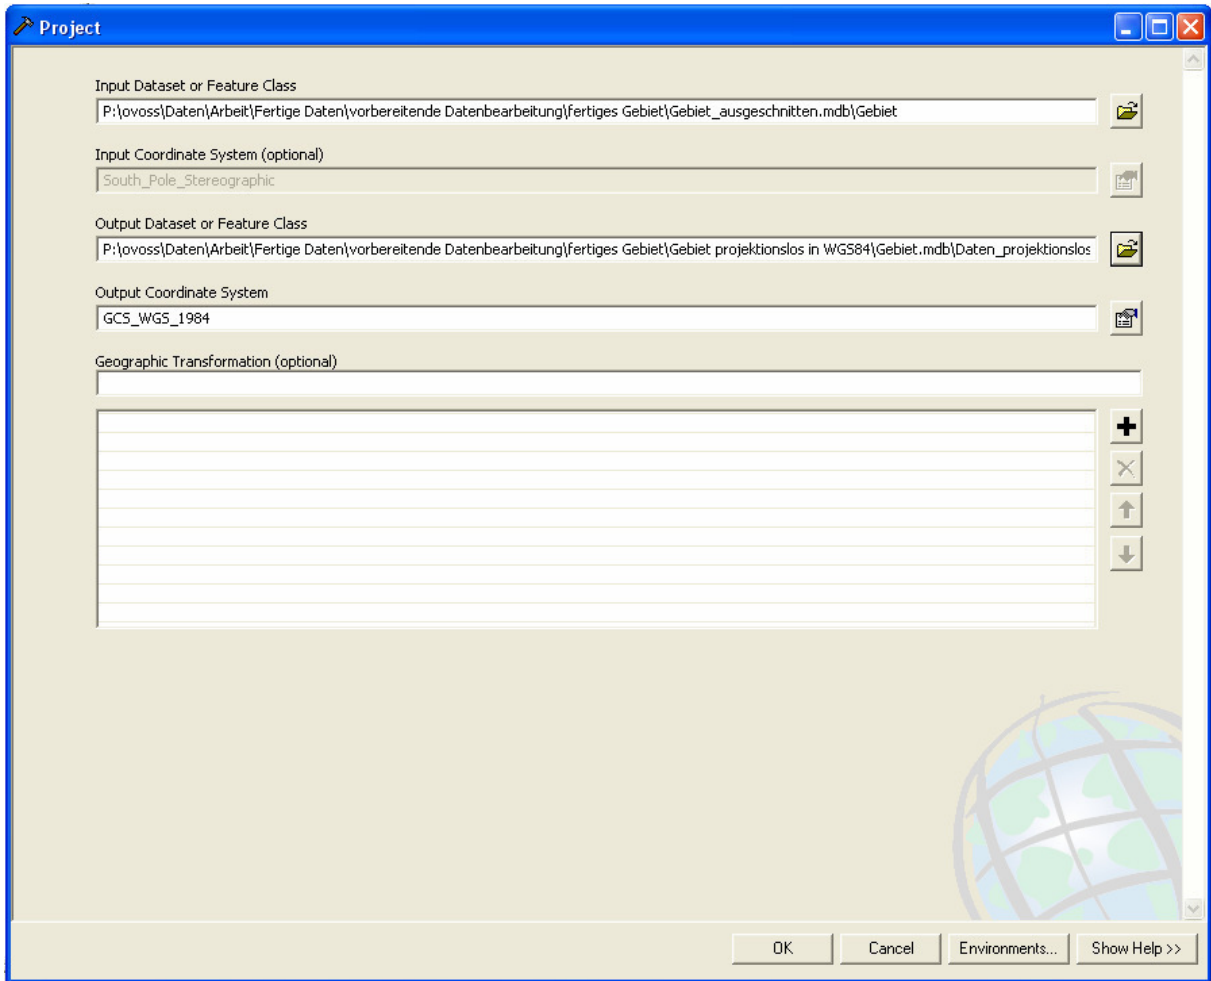 Project
Input Dataset or Feature Class
P:\ovoss\Daten\Arbeit\Fertige Daten\vorbereitende Datenbearbeitung\fertiges Gebiet\Gebiet_ausgeschnitten.mdb\Gebiet
Input Coordinate System (optional)
South_Pole_Stereographic
Output Dataset or Feature Class
P:\ovoss\Daten\Arbeit\Fertige Daten\vorbereitende Datenbearbeitung\fertiges Gebiet\Gebiet projektionslos in WGS84\Gebiet.mdb\Daten_projektionslos
Output Coordinate System
GCS_WGS_1984
Geographic Transformation (optional)
OK Cancel Environments... Show Help >>